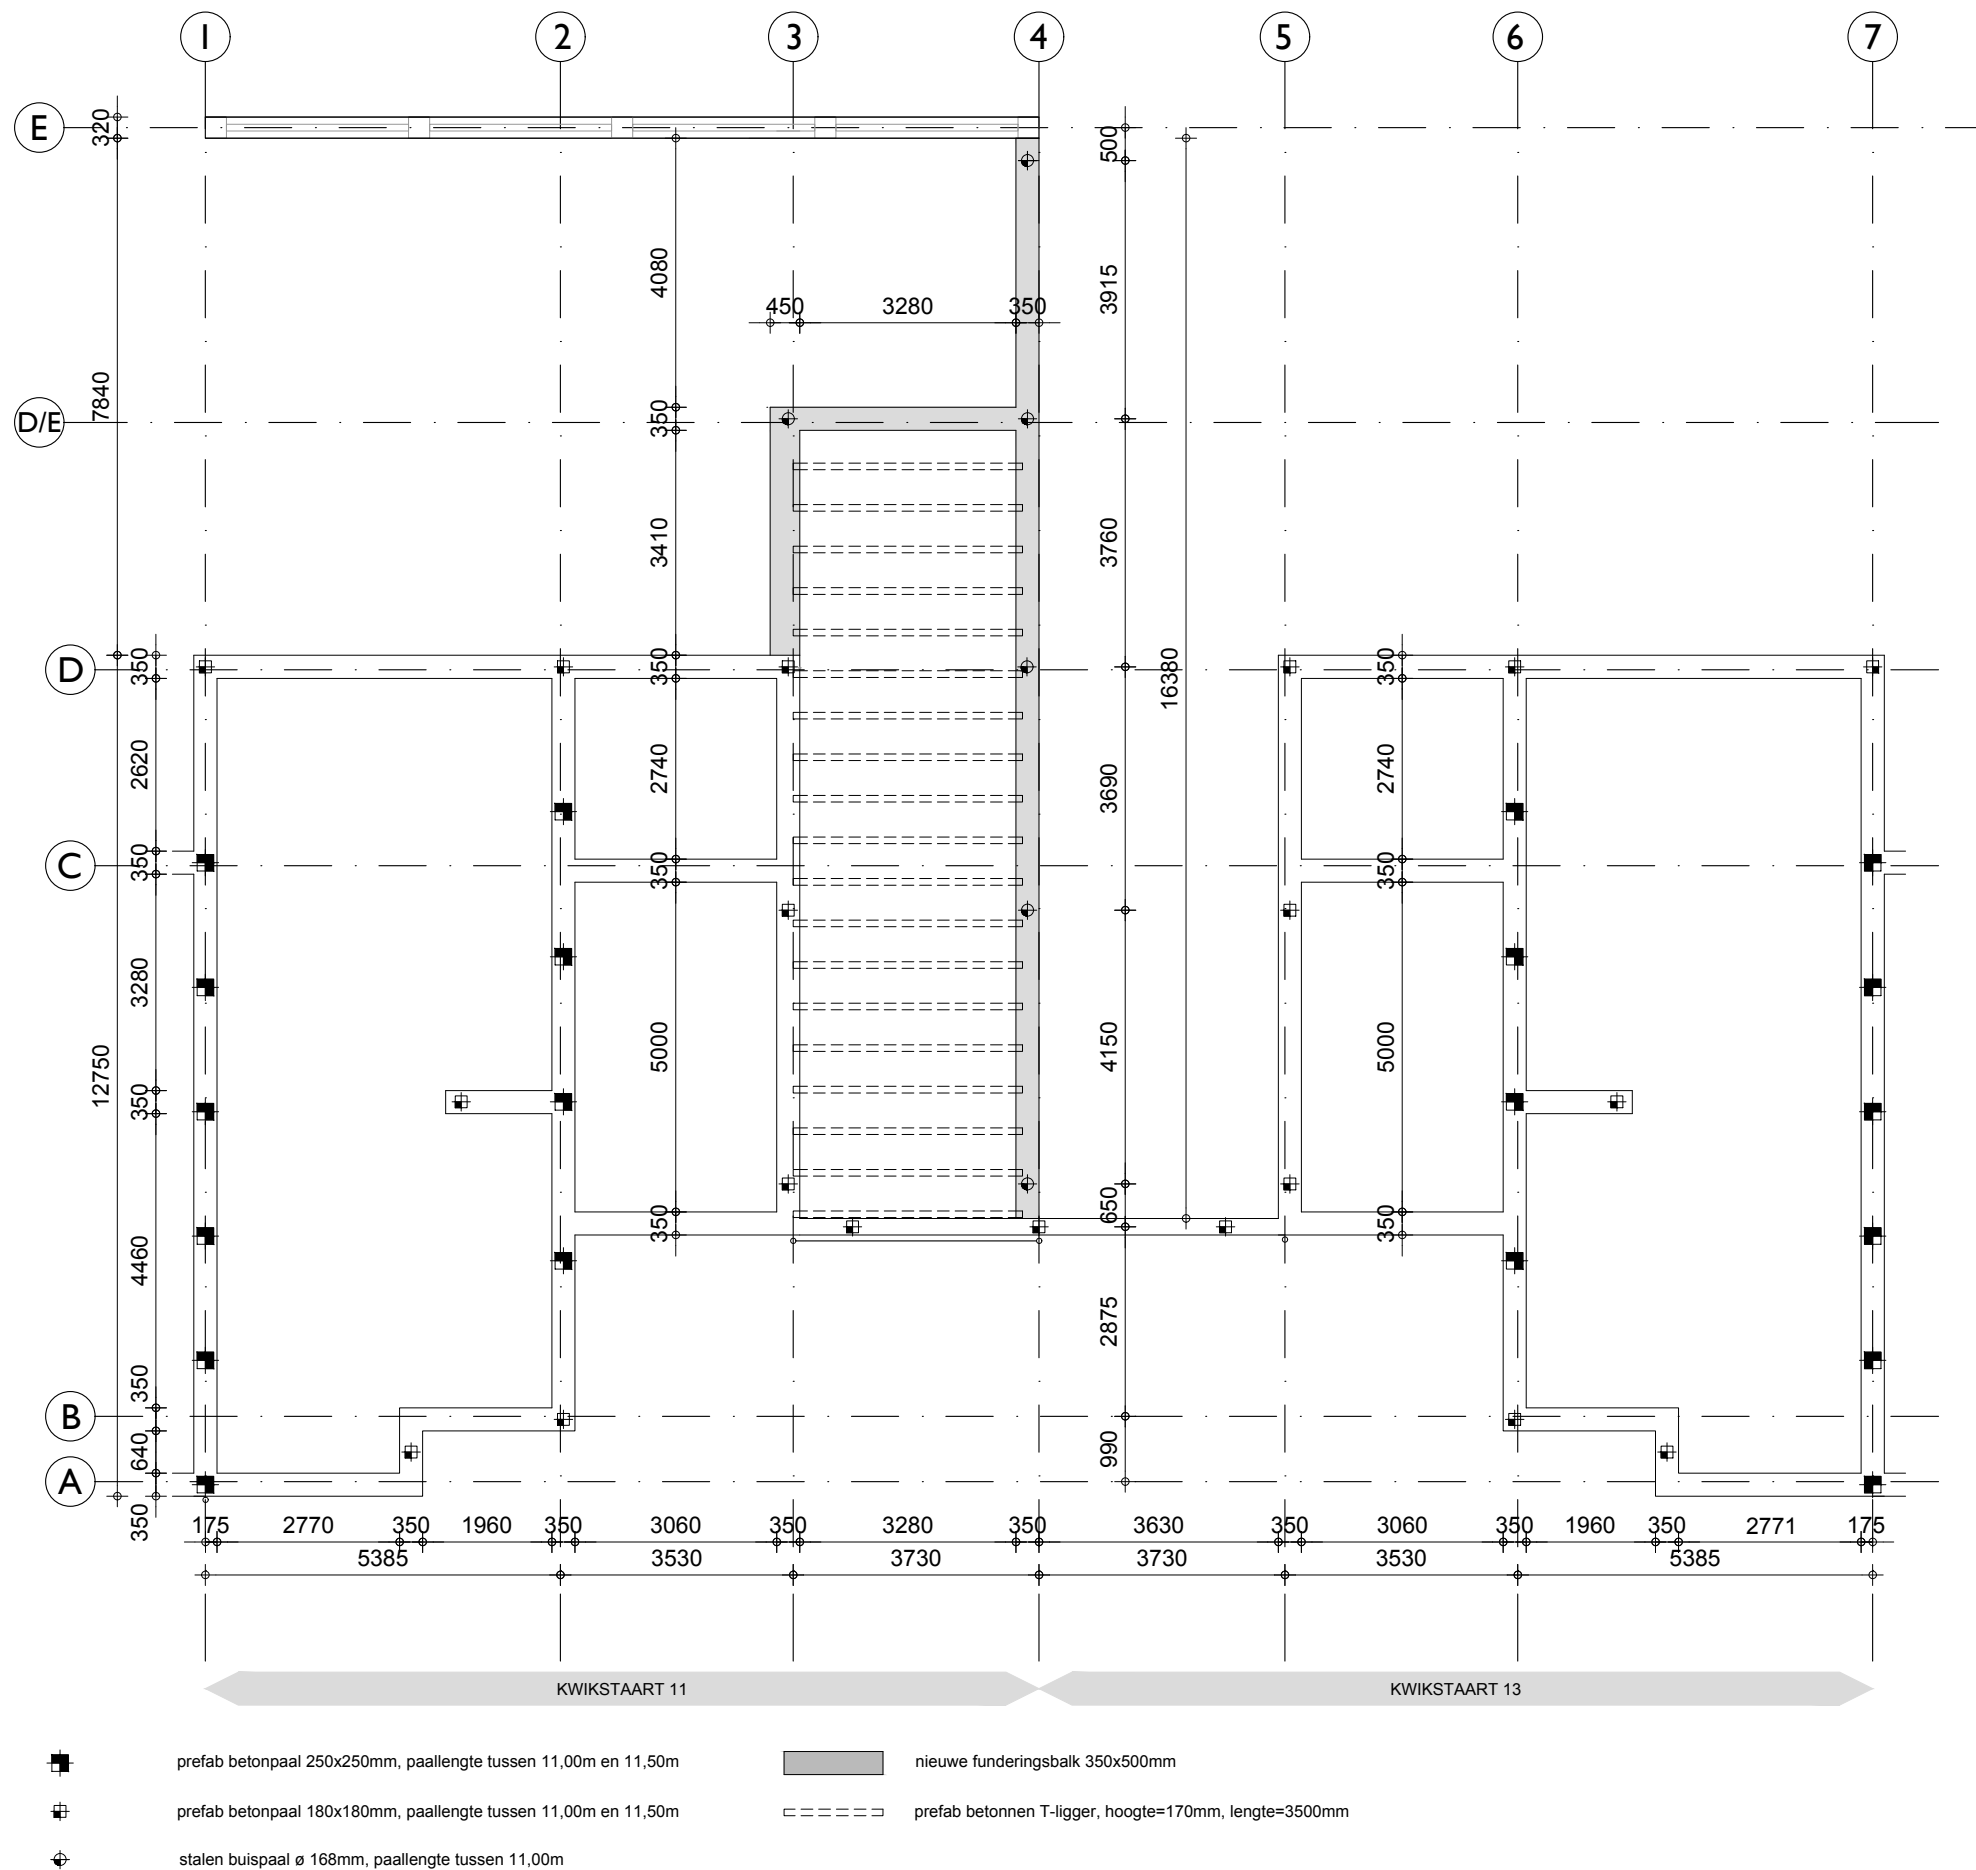 1 2 3 4 5 6 7
E
D/E
D
C
B
A
320
7840
12750
350
2620
350
3280
350
4460
350
640
350
4080
350
3410
350
2740
350
5000
350
450 3280 350
500
3915
3760
3690
4150
650
2875
990
16380
350
2740
350
5000
350
175 2770 350 1960 350 3060 350 3280 350 3630 350 3060 350 1960 350 2771 175
5385 3530 3730 3730 3530 5385
KWIKSTAART 11 KWIKSTAART 13
prefab betonpaal 250x250mm, paallengte tussen 11,00m en 11,50m
prefab betonpaal 180x180mm, paallengte tussen 11,00m en 11,50m
stalen buispaal ø 168mm, paallengte tussen 11,00m
nieuwe funderingsbalk 350x500mm
prefab betonnen T-ligger, hoogte=170mm, lengte=3500mm